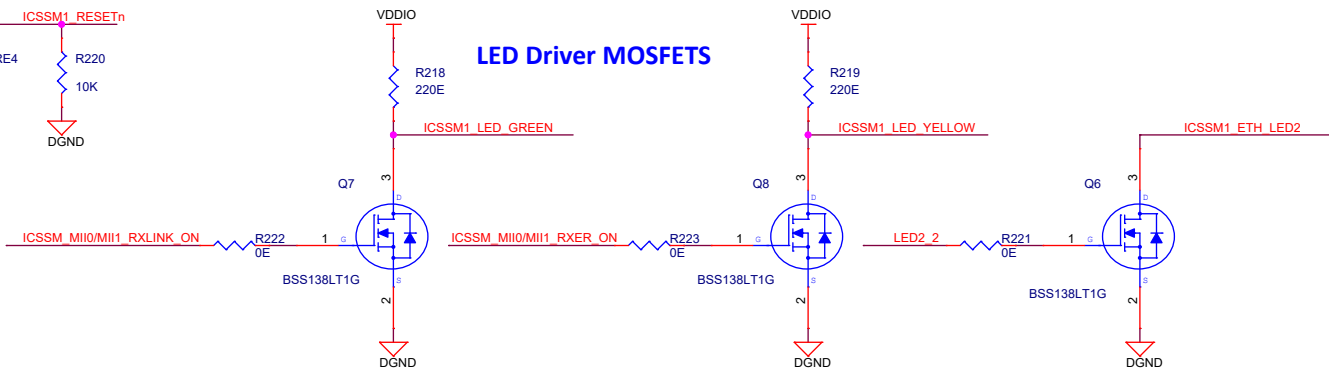 ICSSM1_RESETn
RE4
R220
10K
DGND
LED Driver MOSFETS
VDDIO
R218
220E
ICSSM1_LED_GREEN
Q7
3
D
ICSSM_MII0/MII1_RXLINK_ON
R222
0E
1
G
BSS138LT1G
S
2
DGND
VDDIO
R219
220E
ICSSM1_LED_YELLOW
Q8
3
D
ICSSM_MII0/MII1_RXER_ON
R223
0E
1
G
BSS138LT1G
S
2
DGND
ICSSM1_ETH_LED2
Q6
3
D
LED2_2
R221
0E
1
G
BSS138LT1G
S
2
DGND